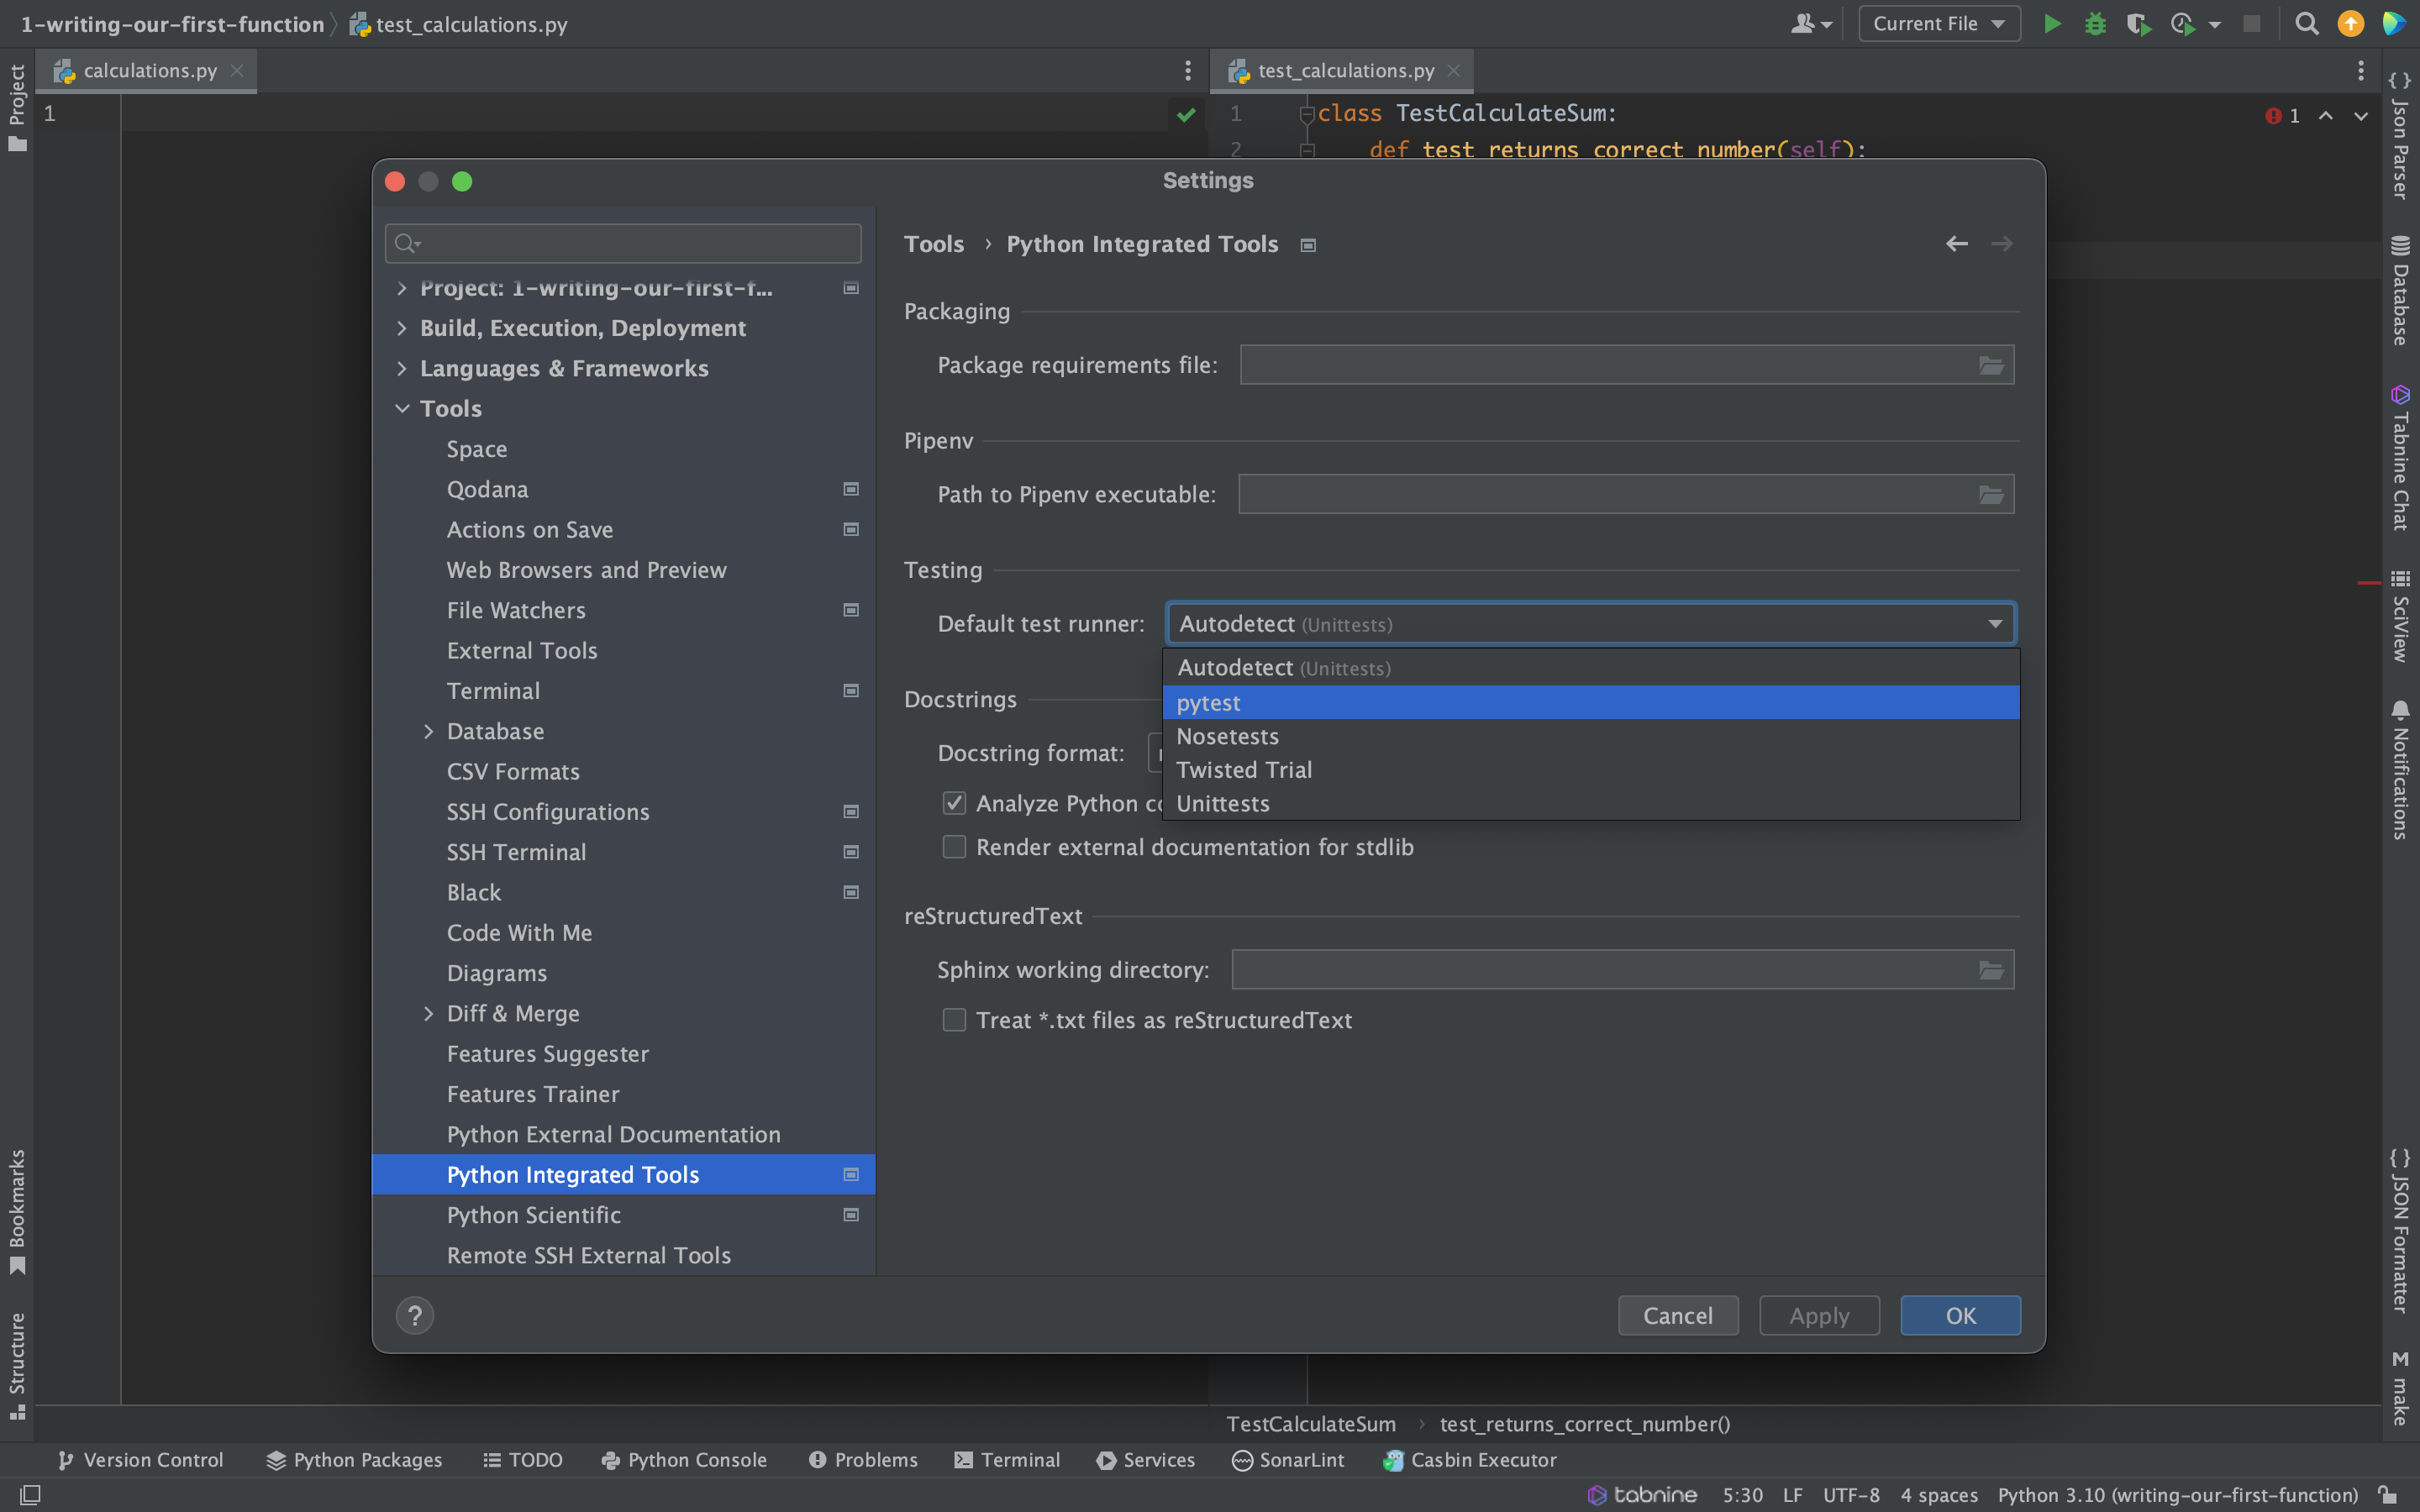 1-writing-our-first-function
test_calculations.py
Current File
calculations.py
test_calculations.py
1
1 class TestCalculateSum:
1
2 def test_returns_correct_number(self):
Project
Bookmarks
Structure
Settings
Project: 1-writing-our-first-f...
Build, Execution, Deployment
Languages & Frameworks
Tools
Space
Qodana
Actions on Save
Web Browsers and Preview
File Watchers
External Tools
Terminal
Database
CSV Formats
SSH Configurations
SSH Terminal
Black
Code With Me
Diagrams
Diff & Merge
Features Suggester
Features Trainer
Python External Documentation
Python Integrated Tools
Python Scientific
Remote SSH External Tools
Tools › Python Integrated Tools
Packaging
Package requirements file:
Pipenv
Path to Pipenv executable:
Testing
Default test runner: Autodetect (Unittests)
Autodetect (Unittests)
pytest
Nosetests
Twisted Trial
Unittests
Docstrings
Docstring format:
Analyze Python
Render external documentation for stdlib
reStructuredText
Sphinx working directory:
Treat *.txt files as reStructuredText
?
Cancel
Apply
OK
Json Parser
Database
Tabnine Chat
SciView
Notifications
JSON Formatter
M make
TestCalculateSum › test_returns_correct_number()
Version Control
Python Packages
TODO
Python Console
Problems
Terminal
Services
SonarLint
Casbin Executor
tabnine 5:30 LF UTF-8 4 spaces Python 3.10 (writing-our-first-function)